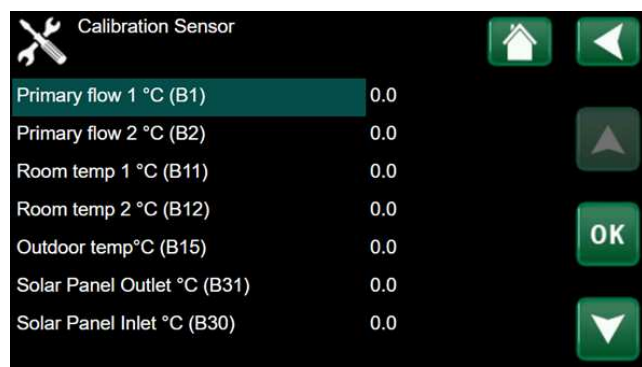 Calibration Sensor
Primary flow 1 °C (B1) 0.0
Primary flow 2 °C (B2) 0.0
Room temp 1 °C (B11) 0.0
Room temp 2 °C (B12) 0.0
Outdoor temp°C (B15) 0.0
Solar Panel Outlet °C (B31) 0.0
Solar Panel Inlet °C (B30) 0.0
OK